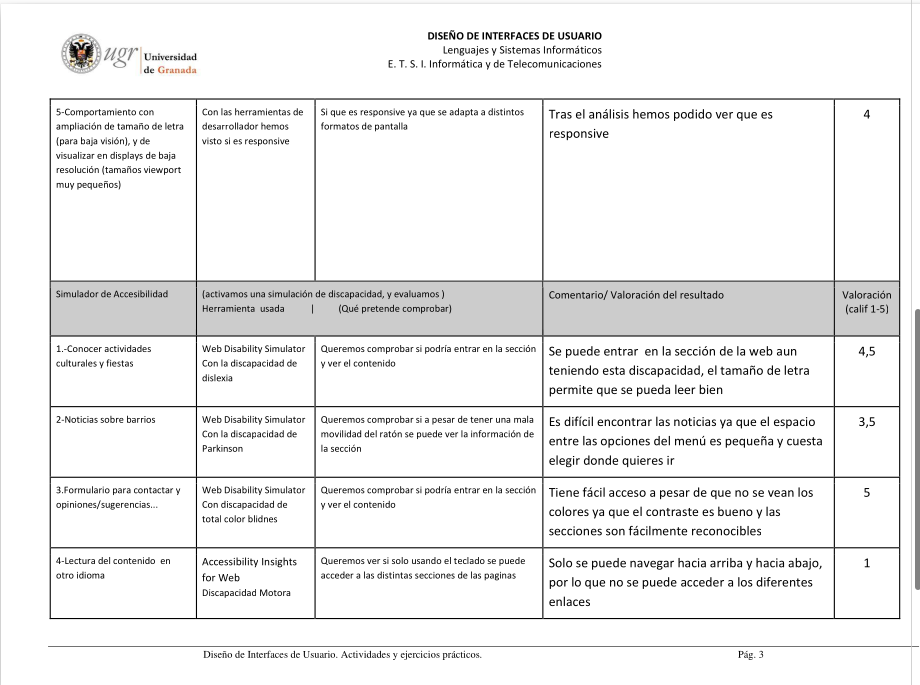 DISEÑO DE INTERFACES DE USUARIO
Lenguajes y Sistemas Informáticos
E. T. S. I. Informática y de Telecomunicaciones
ugr
Universidad
de Granada
5-Comportamiento con
ampliación de tamaño de letra
(para baja visión), y de
visualizar en displays de baja
resolución (tamaños viewport
muy pequeños)
Con las herramientas de
desarrollador hemos
visto si es responsive
Si que es responsive ya que se adapta a distintos
formatos de pantalla
Tras el análisis hemos podido ver que es
responsive
4
Simulador de Accesibilidad
(activamos una simulación de discapacidad, y evaluamos )
Herramienta usada | (Qué pretende comprobar)
Comentario/ Valoración del resultado
Valoración
(calif 1-5)
1.-Conocer actividades
culturales y fiestas
Web Disability Simulator
Con la discapacidad de
dislexia
Queremos comprobar si podría entrar en la sección
y ver el contenido
Se puede entrar en la sección de la web aun
teniendo esta discapacidad, el tamaño de letra
permite que se pueda leer bien
4,5
2-Noticias sobre barrios
Web Disability Simulator
Con la discapacidad de
Parkinson
Queremos comprobar si a pesar de tener una mala
movilidad del ratón se puede ver la información de
la sección
Es difícil encontrar las noticias ya que el espacio
entre las opciones del menú es pequeña y cuesta
elegir donde quieres ir
3,5
3.Formulario para contactar y
opiniones/sugerencias...
Web Disability Simulator
Con discapacidad de
total color blidnes
Queremos comprobar si podría entrar en la sección
y ver el contenido
Tiene fácil acceso a pesar de que no se vean los
colores ya que el contraste es bueno y las
secciones son fácilmente reconocibles
5
4-Lectura del contenido en
otro idioma
Accessibility Insights
for Web
Discapacidad Motora
Queremos ver si solo usando el teclado se puede
acceder a las distintas secciones de las paginas
Solo se puede navegar hacia arriba y hacia abajo,
por lo que no se puede acceder a los diferentes
enlaces
1
Diseño de Interfaces de Usuario. Actividades y ejercicios prácticos.
Pág. 3